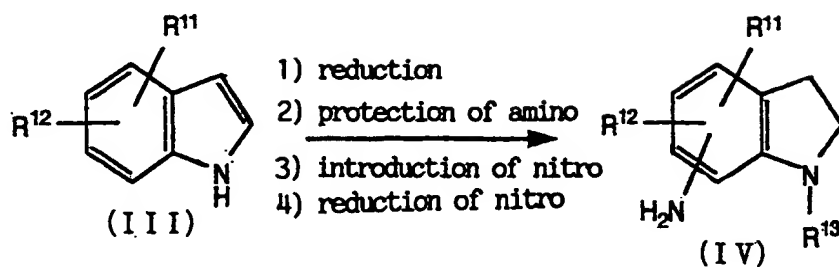 R11
R12
N
H
(III)
1) reduction
2) protection of amino
3) introduction of nitro
4) reduction of nitro
R11
R12
H2N
N
R13
(IV)